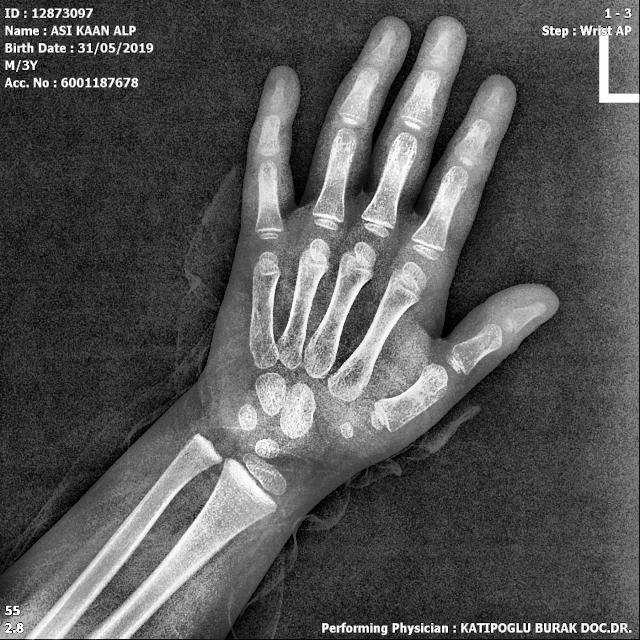 ID : 12873097
Name : ASI KAAN ALP
Birth Date : 31/05/2019
M/3Y
Acc. No : 6001187678
1 - 3
Step : Wrist AP
L
55
2.8
Performing Physician : KATIPOGLU BURAK DOC.DR.